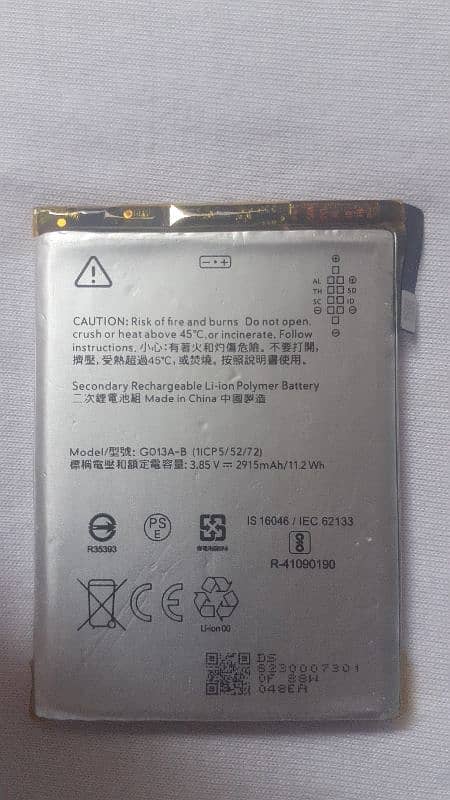 AL
TH SD
SC ID
CAUTION: Risk of fire and burns. Do not open,
crush or heat above 45°C, or incinerate. Follow
instructions. 小心:有著火和灼傷危險。不要打開,
擠壓,受熱超過45°C,或焚燒。按照說明書使用。
Secondary Rechargeable Li-ion Polymer Battery
二次鋰電池組 Made in China 中國製造
Model/型號: G013A-B (1ICP5/52/72)
標稱電壓和額定電容量: 3.85V ⎓ 2915mAh/11.2Wh
R35393
PS
E
IS 16046 / IEC 62133
R-41090190
CE
Li-ion 00
DS
6230007301
0F 88W
048EA